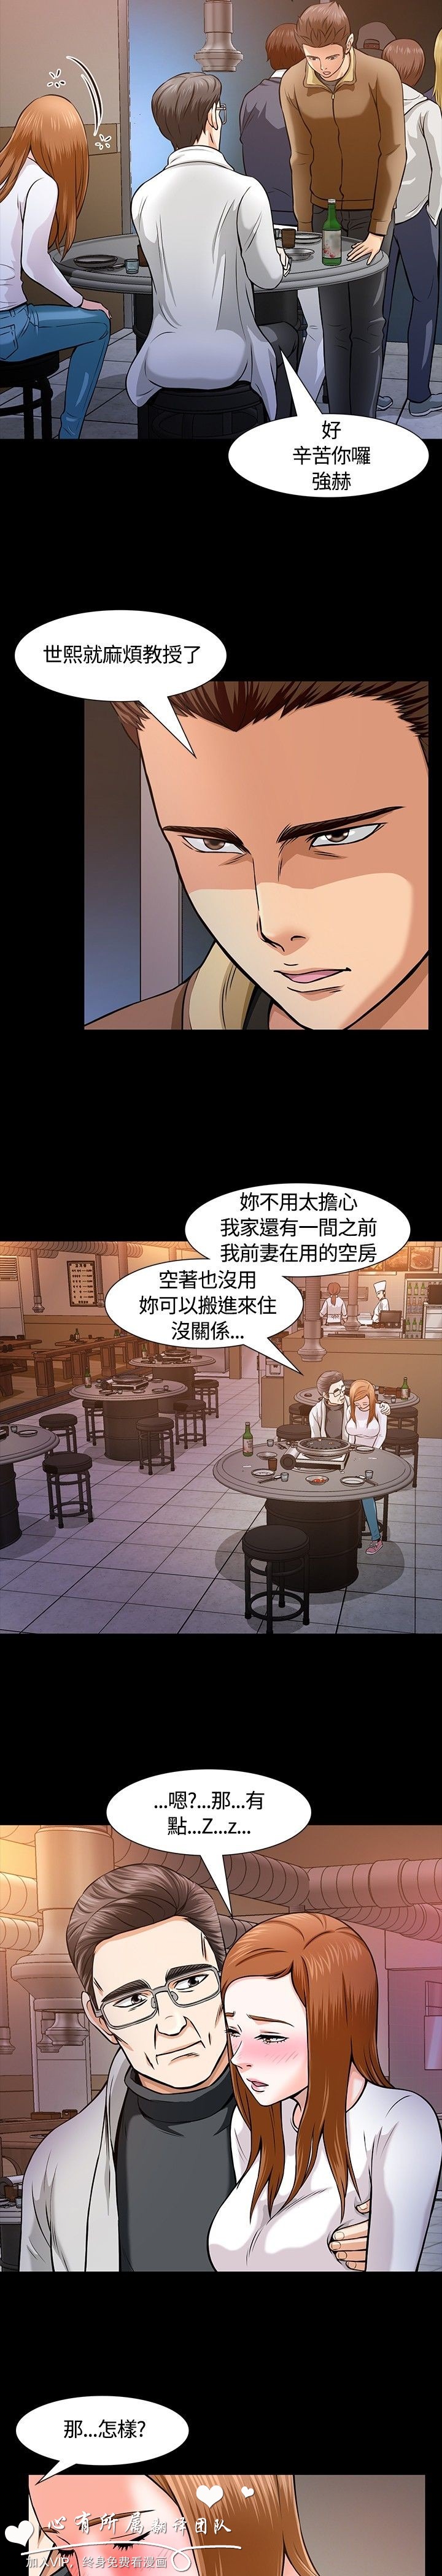 好
辛苦你囉
強赫
世熙就麻煩教授了
妳不用太擔心
我家還有一間之前
我前妻在用的空房
空著也沒用
妳可以搬進來住
沒關係...
...嗯?...那...有
點...Z...z...
那...怎樣?
心有所属翻译团队
加入VIP，终身免费看漫画